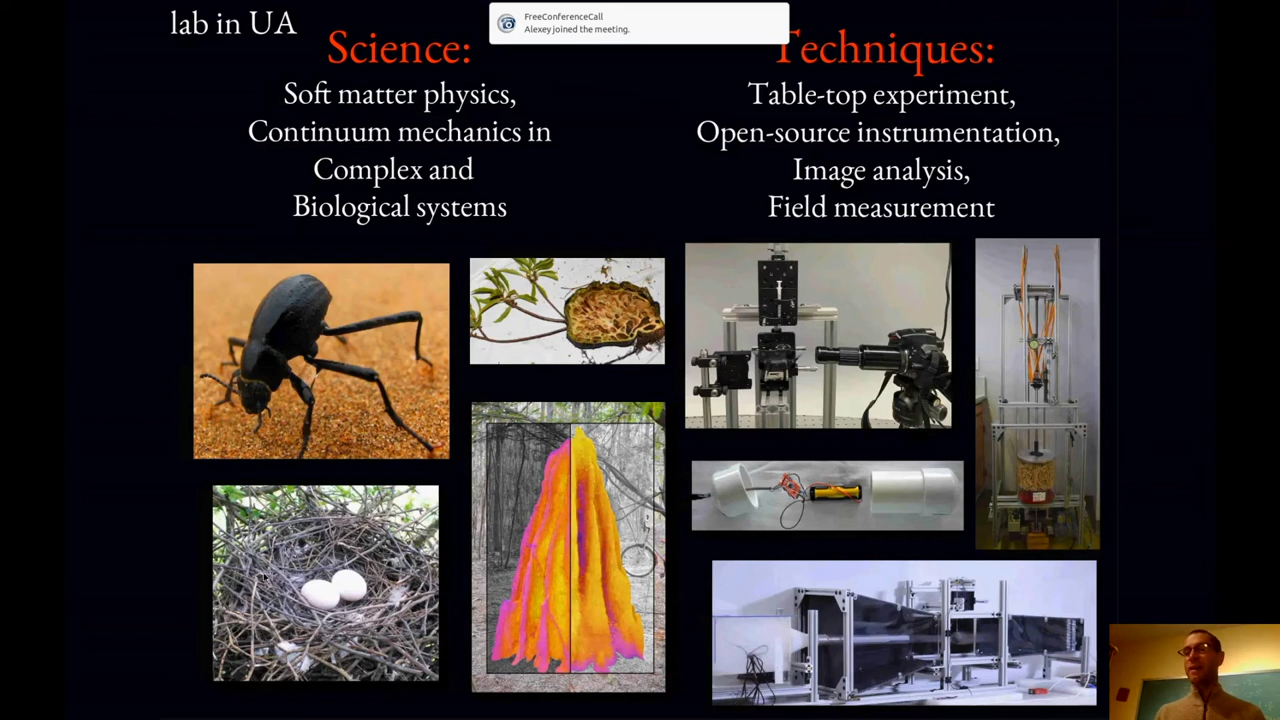 lab in UA
FreeConferenceCall
Alexey joined the meeting.
Science:
Soft matter physics,
Continuum mechanics in
Complex and
Biological systems
Techniques:
Table-top experiment,
Open-source instrumentation,
Image analysis,
Field measurement